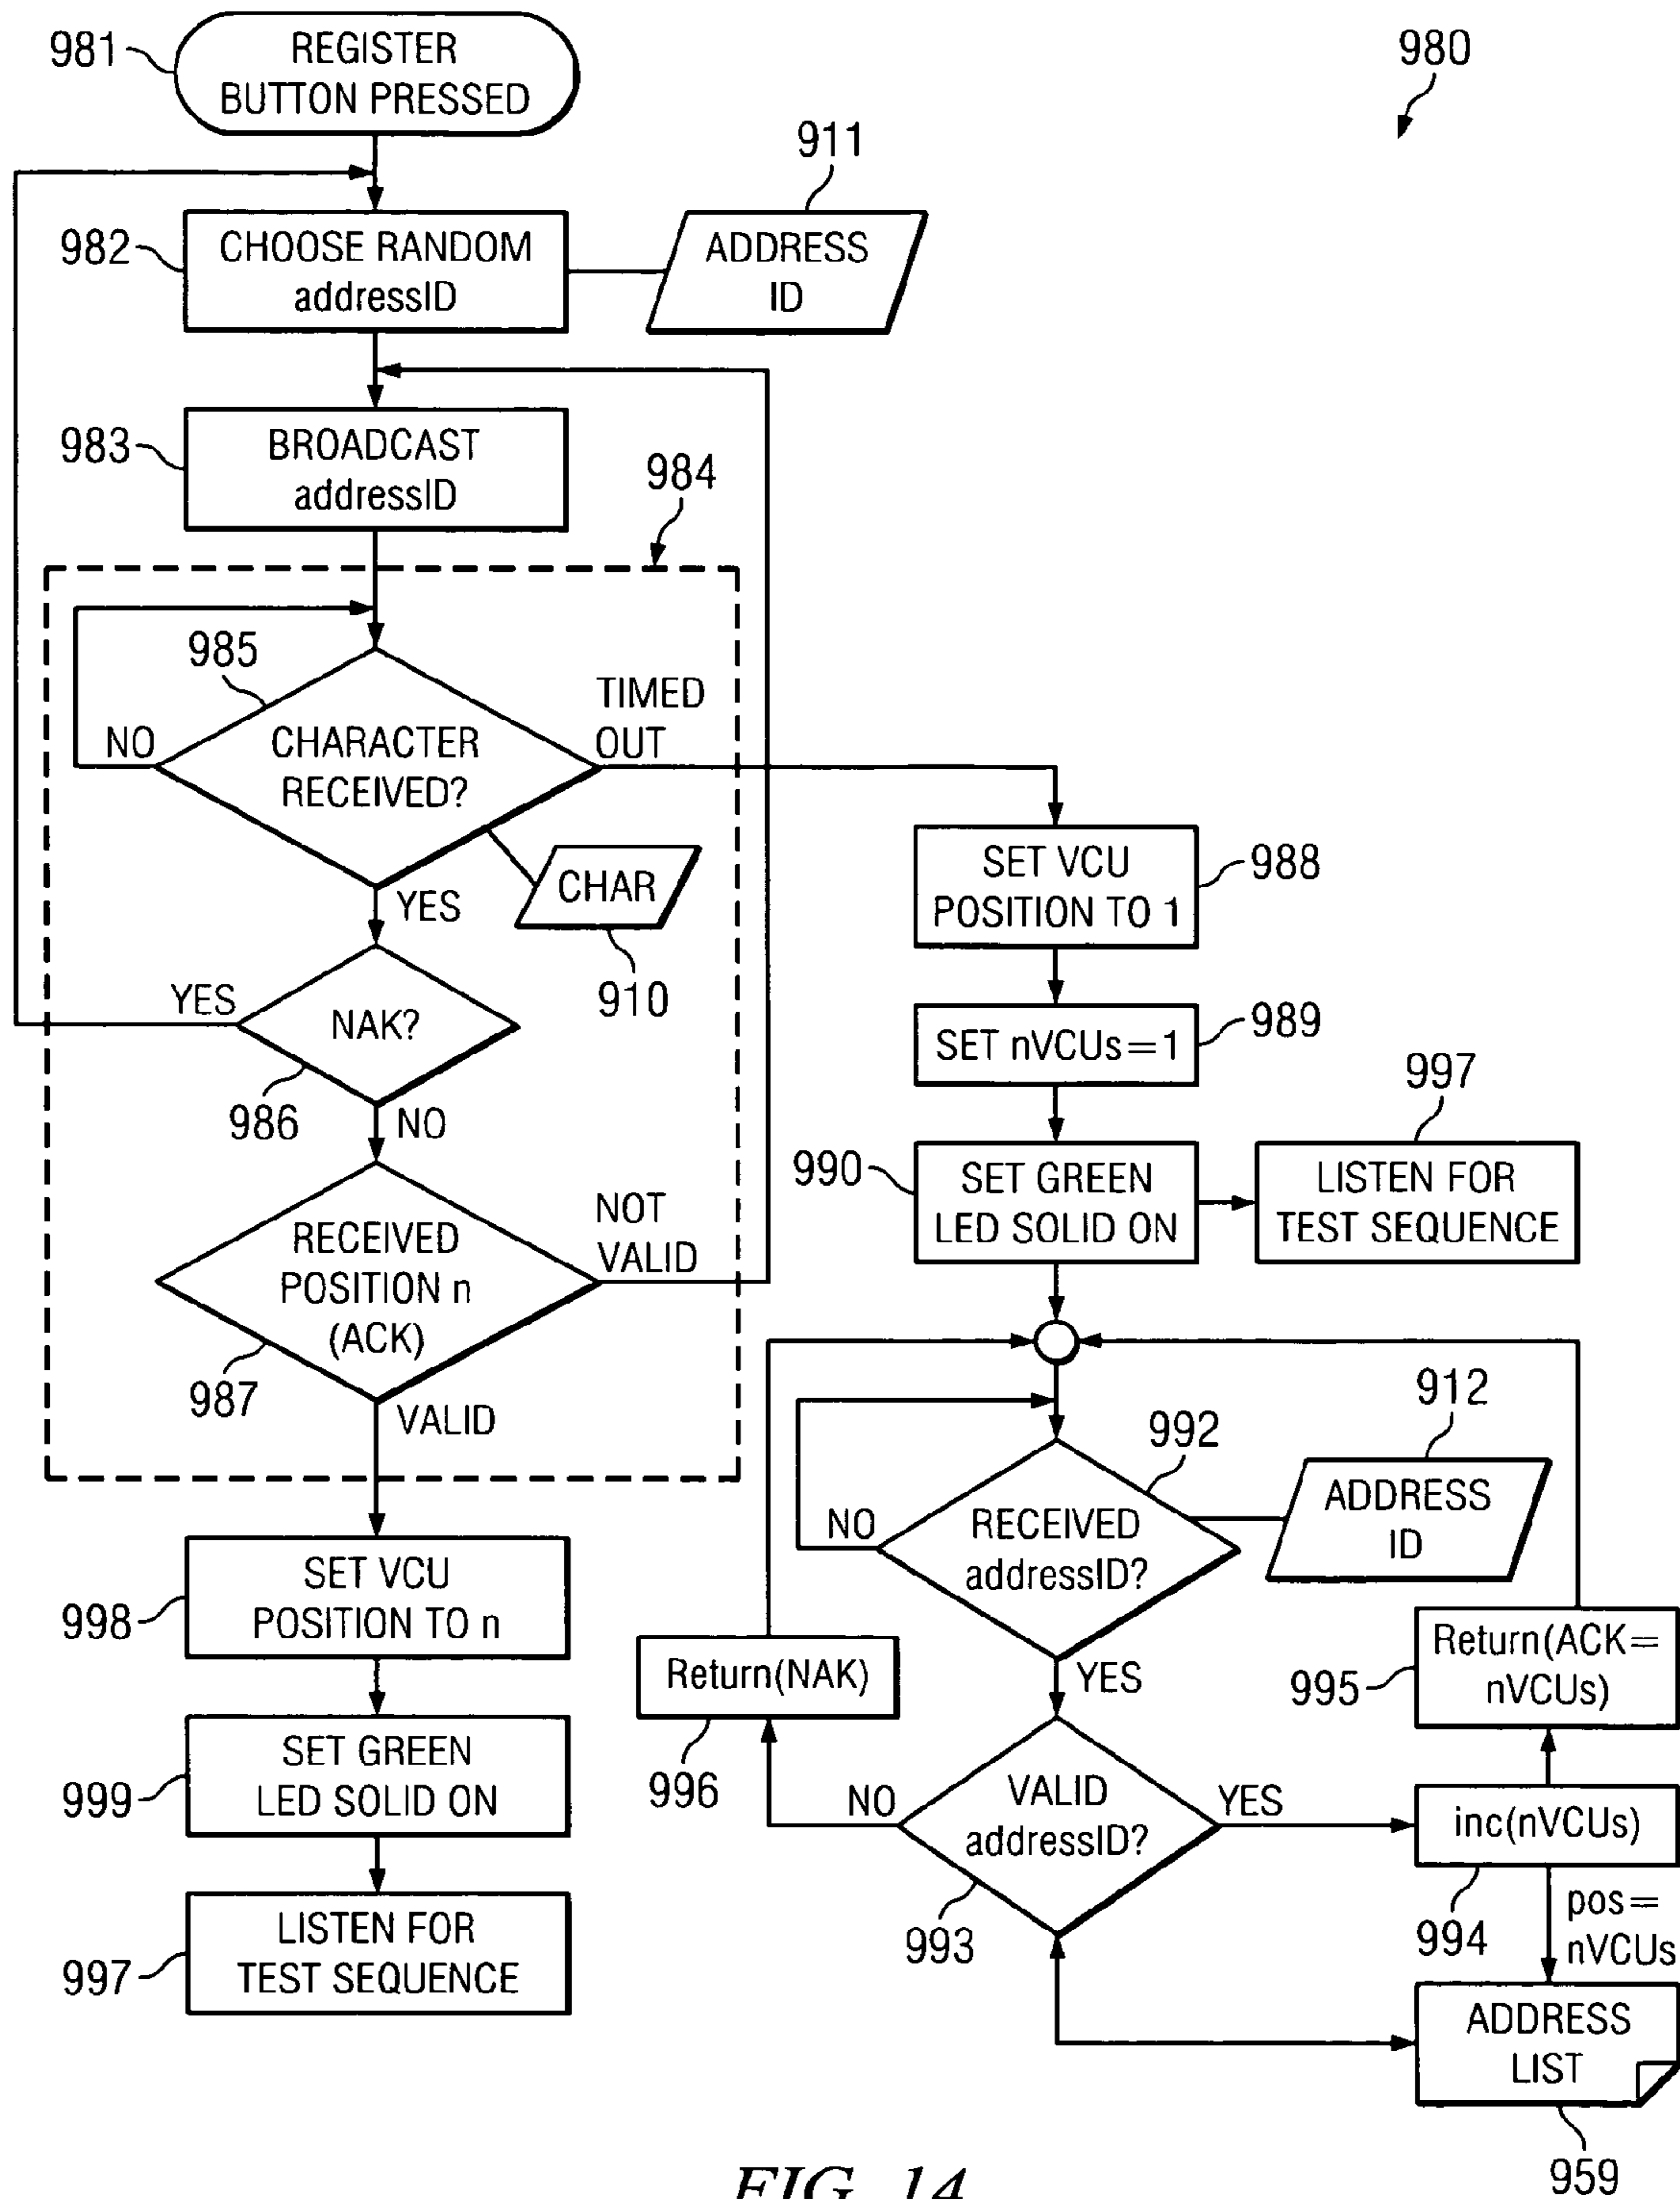 981
REGISTER
BUTTON PRESSED
980
911
982
CHOOSE RANDOM
addressID
ADDRESS
ID
983
BROADCAST
addressID
984
985
TIMED
OUT
NO
CHARACTER
RECEIVED?
YES
CHAR
910
YES
NAK?
986
NO
RECEIVED
POSITION n
(ACK)
NOT
VALID
987
VALID
998
SET VCU
POSITION TO n
999
SET GREEN
LED SOLID ON
997
LISTEN FOR
TEST SEQUENCE
SET VCU
POSITION TO 1
988
SET nVCUs=1
989
997
990
SET GREEN
LED SOLID ON
LISTEN FOR
TEST SEQUENCE
992
912
NO
RECEIVED
addressID?
ADDRESS
ID
YES
Return(NAK)
996
995
Return(ACK=
nVCUs)
NO
VALID
addressID?
YES
993
inc(nVCUs)
994
pos=
nVCUs
ADDRESS
LIST
959
FIG. 14